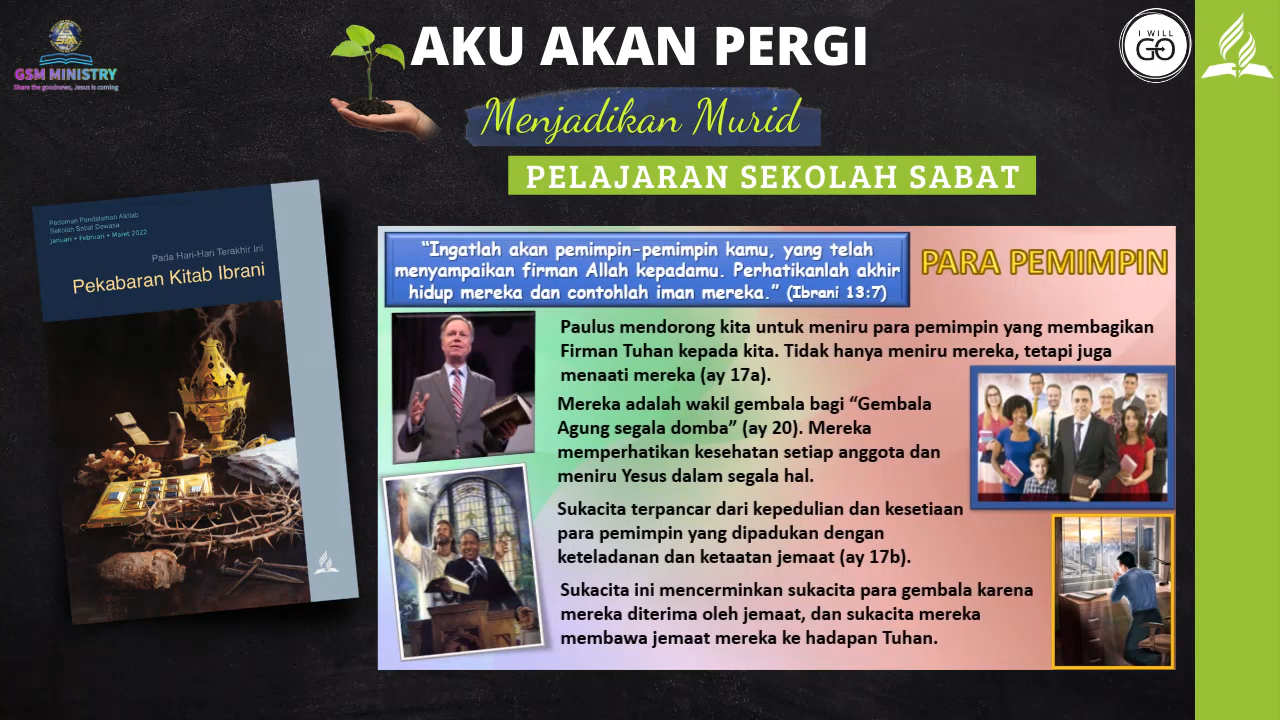 GSM MINISTRY
Share the goodnews, Jesus is coming
AKU AKAN PERGI
Menjadikan Murid
PELAJARAN SEKOLAH SABAT
I WILL
GO
Pedoman Pendalaman Alkitab
Sekolah Sabat Dewasa
Januari • Februari • Maret 2022
Pada Hari-Hari Terakhir Ini
Pekabaran Kitab Ibrani
“Ingatlah akan pemimpin-pemimpin kamu, yang telah
menyampaikan firman Allah kepadamu. Perhatikanlah akhir
hidup mereka dan contohlah iman mereka.” (Ibrani 13:7)
PARA PEMIMPIN
Paulus mendorong kita untuk meniru para pemimpin yang membagikan
Firman Tuhan kepada kita. Tidak hanya meniru mereka, tetapi juga
menaati mereka (ay 17a).
Mereka adalah wakil gembala bagi “Gembala
Agung segala domba” (ay 20). Mereka
memperhatikan kesehatan setiap anggota dan
meniru Yesus dalam segala hal.
Sukacita terpancar dari kepedulian dan kesetiaan
para pemimpin yang dipadukan dengan
keteladanan dan ketaatan jemaat (ay 17b).
Sukacita ini mencerminkan sukacita para gembala karena
mereka diterima oleh jemaat, dan sukacita mereka
membawa jemaat mereka ke hadapan Tuhan.